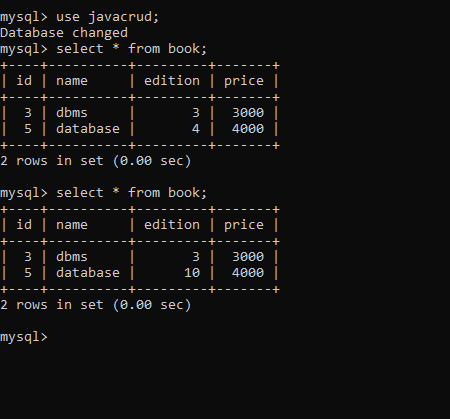 mysql> use javacrud;
Database changed
mysql> select * from book;
+----+----------+---------+-------+
| id | name     | edition | price |
+----+----------+---------+-------+
|  3 | dbms     |       3 |  3000 |
|  5 | database |       4 |  4000 |
+----+----------+---------+-------+
2 rows in set (0.00 sec)
mysql> select * from book;
+----+----------+---------+-------+
| id | name     | edition | price |
+----+----------+---------+-------+
|  3 | dbms     |       3 |  3000 |
|  5 | database |      10 |  4000 |
+----+----------+---------+-------+
2 rows in set (0.00 sec)
mysql>